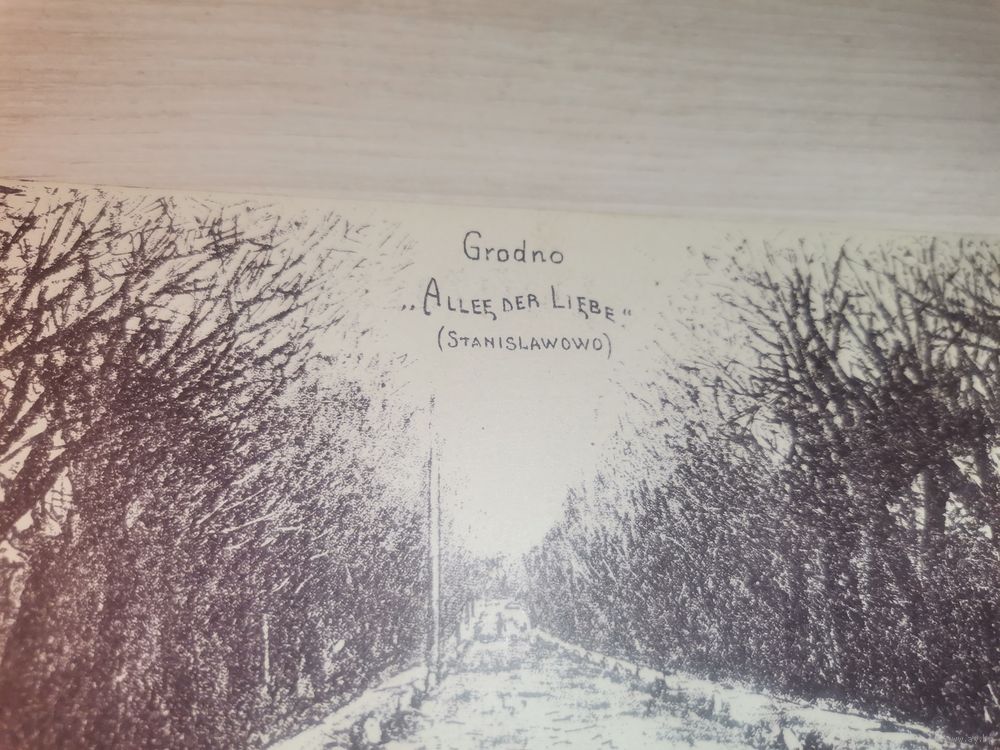 Grodno
„Allee der Liebe“
(Stanislawowo)